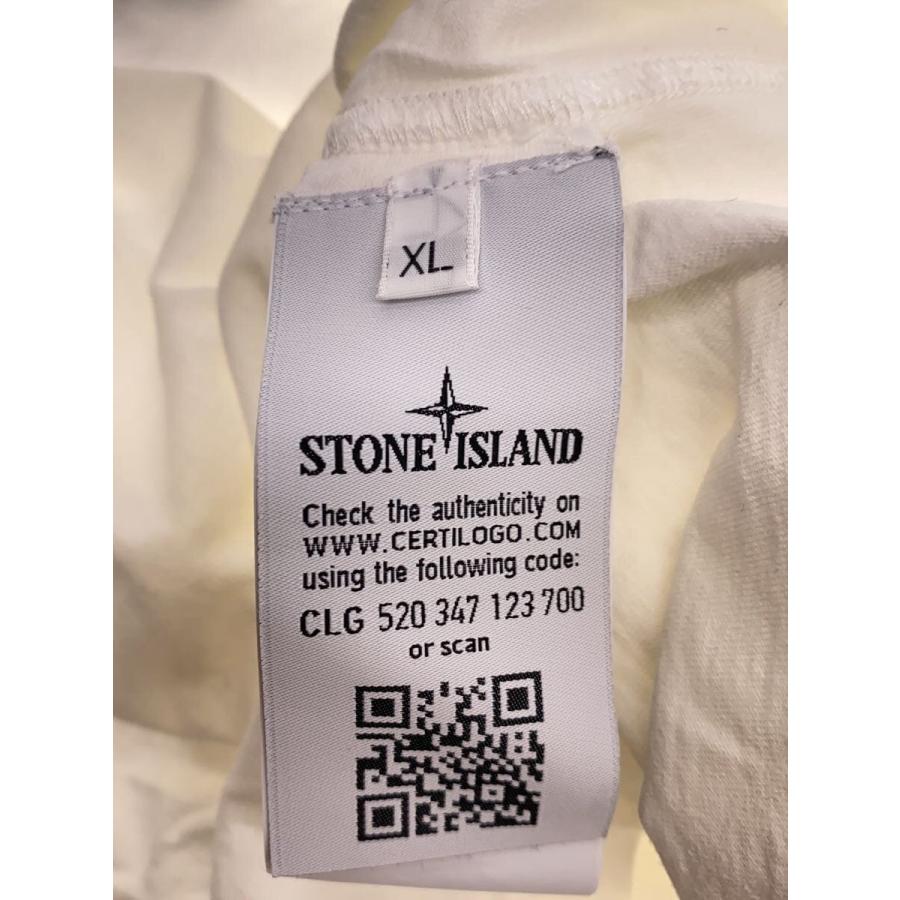 XL
STONE ISLAND
Check the authenticity on
WWW.CERTILOGO.COM
using the following code:
CLG 520 347 123 700
or scan